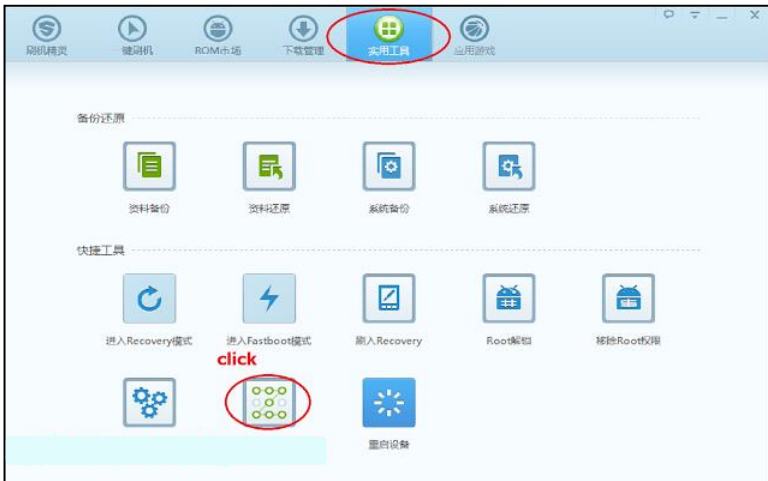 刷机精灵
一键刷机
ROM市场
下载管理
实用工具
应用游戏
备份还原
资料备份
资料还原
系统备份
系统还原
快捷工具
进入Recovery模式
进入Fastboot模式
刷入Recovery
Root解锁
移除Root权限
click
重启设备